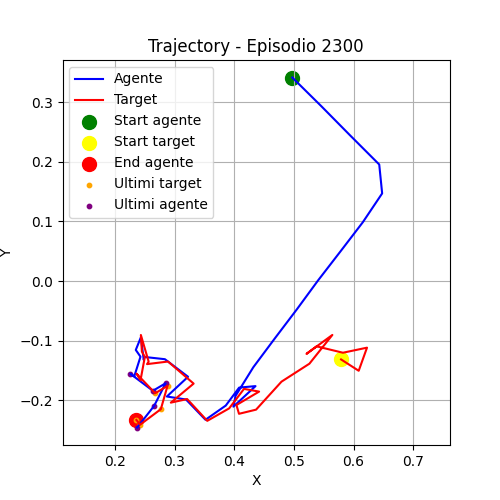 Trajectory - Episodio 2300
Agente
Target
Start agente
Start target
End agente
Ultimi target
Ultimi agente
Y
0.3
0.2
0.1
0.0
−0.1
−0.2
0.2
0.3
0.4
0.5
0.6
0.7
X